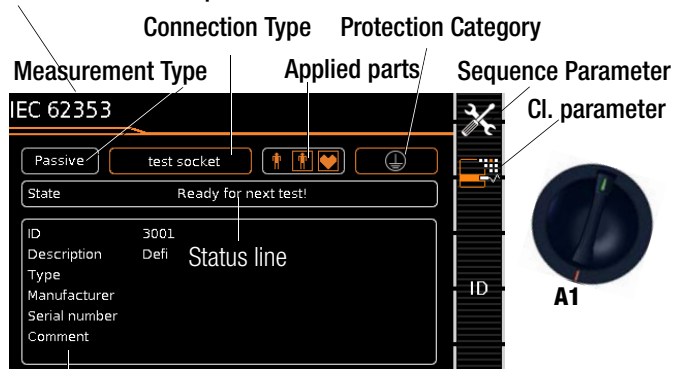 Connection Type Protection Category
Measurement Type Applied parts Sequence Parameter
IEC 62353 Cl. parameter
Passive test socket
State Ready for next test!
ID 3001
Description Defi Status line
Type
Manufacturer ID A1
Serial number
Comment